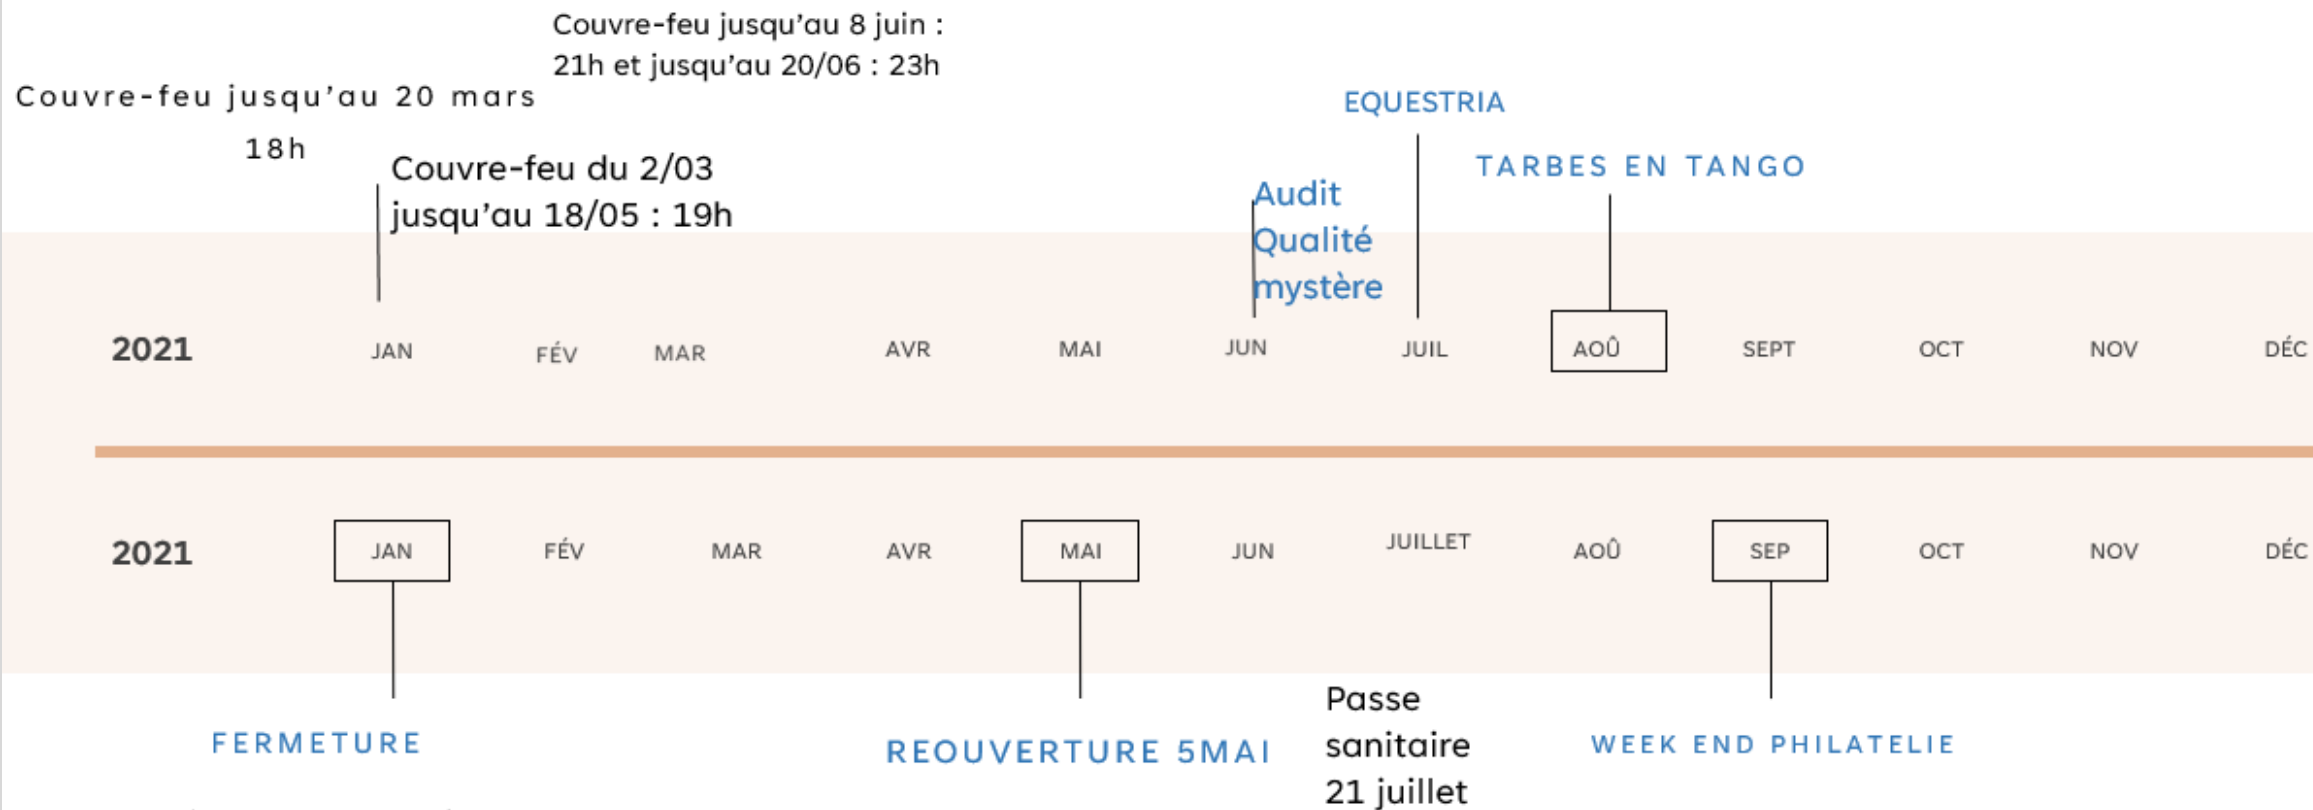 Couvre-feu jusqu'au 8 juin :
21h et jusqu'au 20/06 : 23h
Couvre-feu jusqu'au 20 mars
18h
Couvre-feu du 2/03
jusqu'au 18/05 : 19h
EQUESTRIA
TARBES EN TANGO
Audit
Qualité
mystère
2021 JAN FÉV MAR AVR MAI JUN JUIL AOÛ SEPT OCT NOV DÉC
2021 JAN FÉV MAR AVR MAI JUN JUILLET AOÛ SEP OCT NOV DÉC
FERMETURE
REOUVERTURE 5MAI
Passe
sanitaire
21 juillet
WEEK END PHILATELIE